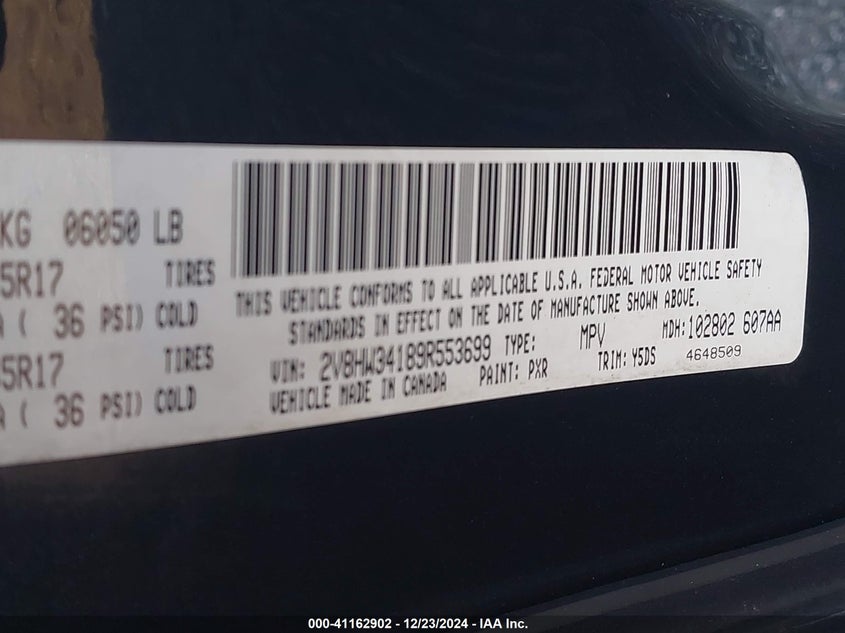 KG 06050 LB
5R17 TIRES
( 36 PSI) COLD
5R17 TIRES
( 36 PSI) COLD
THIS VEHICLE CONFORMS TO ALL APPLICABLE U.S.A. FEDERAL MOTOR VEHICLE SAFETY
STANDARDS IN EFFECT ON THE DATE OF MANUFACTURE SHOWN ABOVE.
VIN: 2V8HW34189R553699 TYPE: MPV MDH: 102802 607AA
VEHICLE MADE IN CANADA PAINT: PXR TRIM: Y5DS 4648509
000-41162902 - 12/23/2024 - IAA Inc.